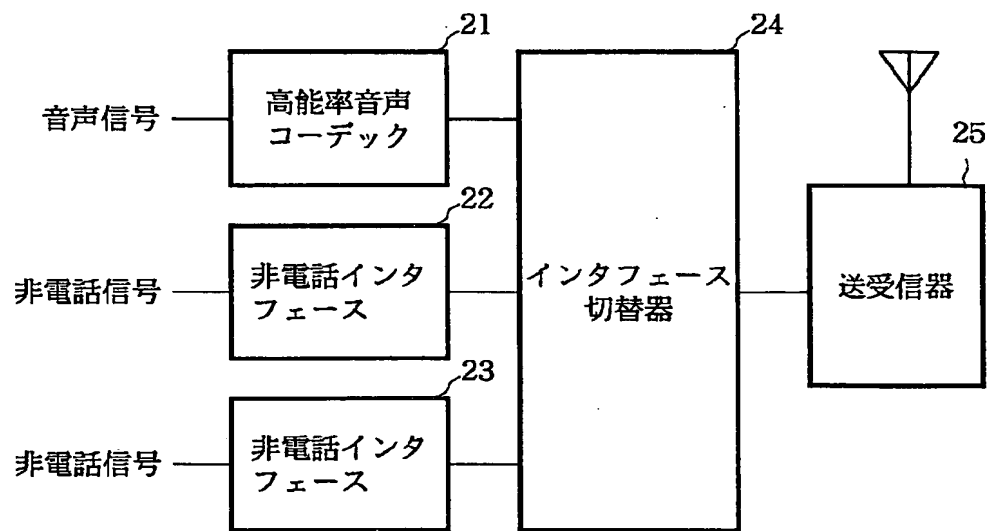 21
24
音声信号
高能率音声
コーデック
25
22
非電話信号
非電話インタ
フェース
インタフェース
切替器
送受信器
23
非電話信号
非電話インタ
フェース